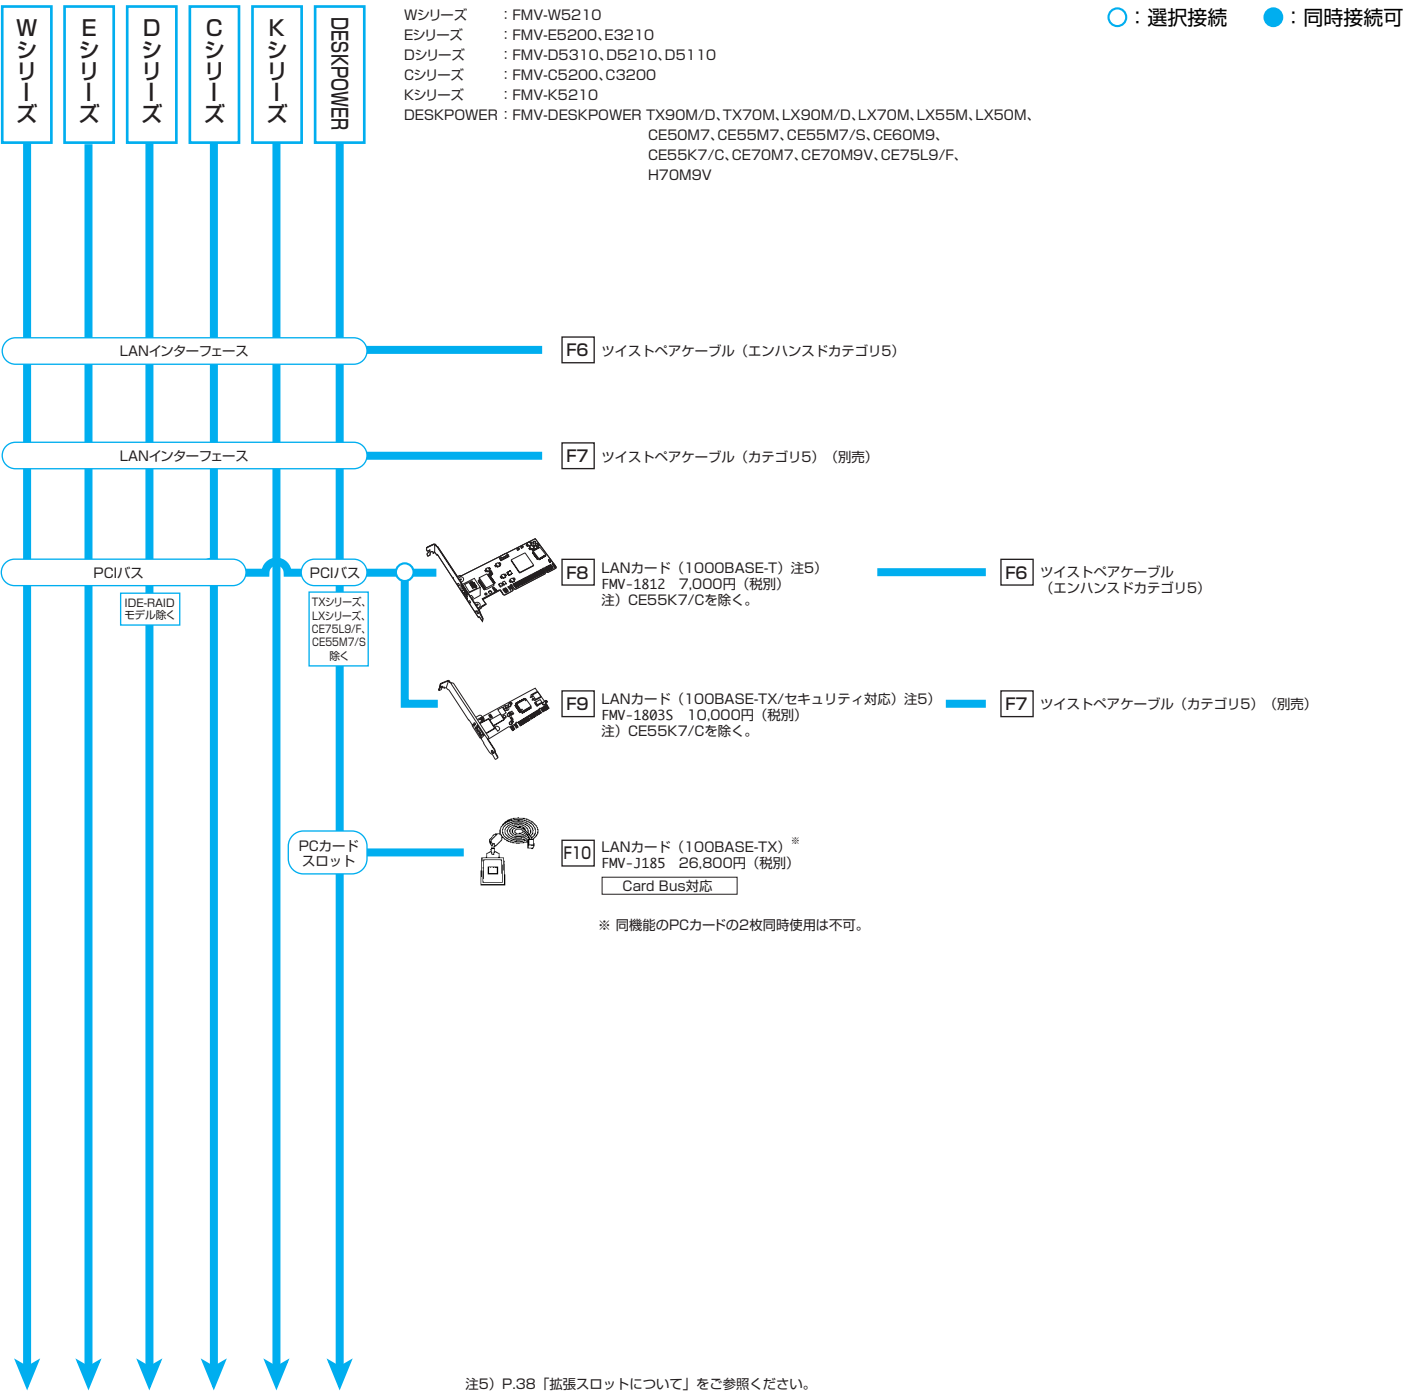 Wシリーズ
Eシリーズ
Dシリーズ
Cシリーズ
Kシリーズ
DESKPOWER
Wシリーズ ：FMV-W5210
Eシリーズ ：FMV-E5200、E3210
Dシリーズ ：FMV-D5310、D5210、D5110
Cシリーズ ：FMV-C5200、C3200
Kシリーズ ：FMV-K5210
DESKPOWER：FMV-DESKPOWER TX90M/D、TX70M、LX90M/D、LX70M、LX55M、LX50M、
CE50M7、CE55M7、CE55M7/S、CE60M9、
CE55K7/C、CE70M7、CE70M9V、CE75L9/F、
H70M9V
○：選択接続 ●：同時接続可
LANインターフェース
F6 ツイストペアケーブル（エンハンスドカテゴリ5）
LANインターフェース
F7 ツイストペアケーブル（カテゴリ5）（別売）
PCIバス
IDE-RAID
モデル除く
PCIバス
TXシリーズ、
LXシリーズ、
CE75L9/F、
CE55M7/S
除く
F8 LANカード（1000BASE-T）注5）
FMV-1812 7,000円（税別）
注）CE55K7/Cを除く。
F6 ツイストペアケーブル
（エンハンスドカテゴリ5）
F9 LANカード（100BASE-TX/セキュリティ対応）注5）
FMV-1803S 10,000円（税別）
注）CE55K7/Cを除く。
F7 ツイストペアケーブル（カテゴリ5）（別売）
PCカード
スロット
F10 LANカード（100BASE-TX）※
FMV-J185 26,800円（税別）
Card Bus対応
※ 同機能のPCカードの2枚同時使用は不可。
注5）P.38「拡張スロットについて」をご参照ください。